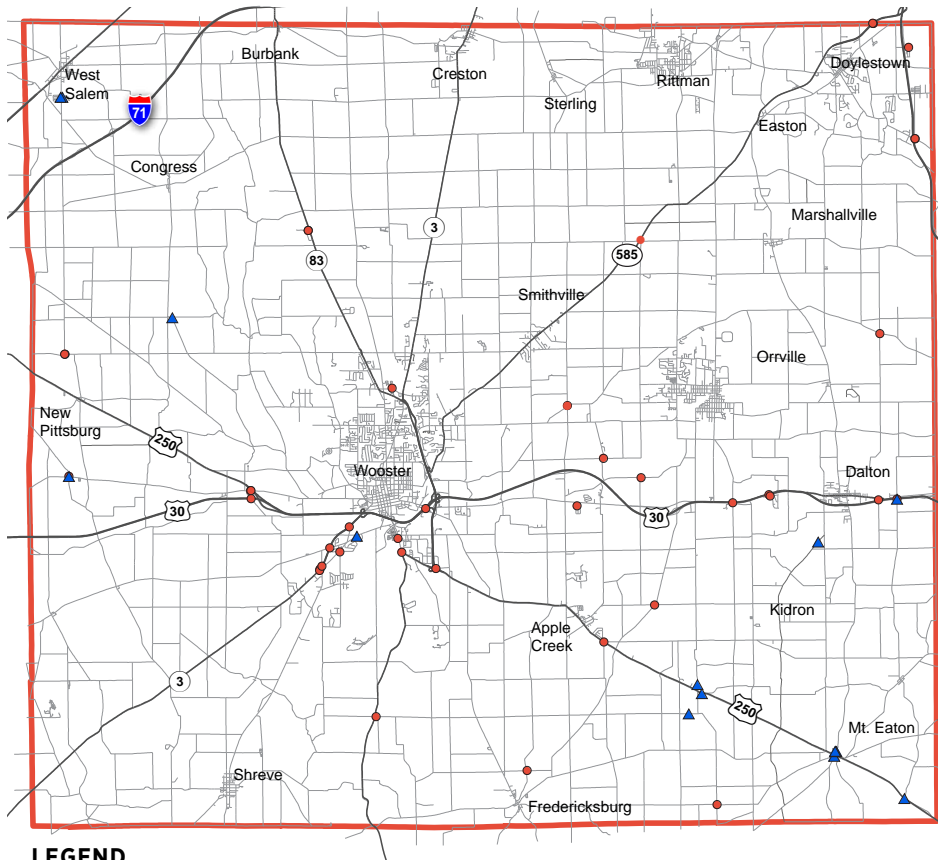 Burbank
Creston
Doylestown
West
Salem
Rittman
Sterling
71
Easton
Congress
Marshallville
3
83
585
Smithville
Orrville
New
Pittsburg
250
Wooster
Dalton
30
30
Kidron
Apple
Creek
3
250
Mt. Eaton
Shreve
Fredericksburg
LEGEND